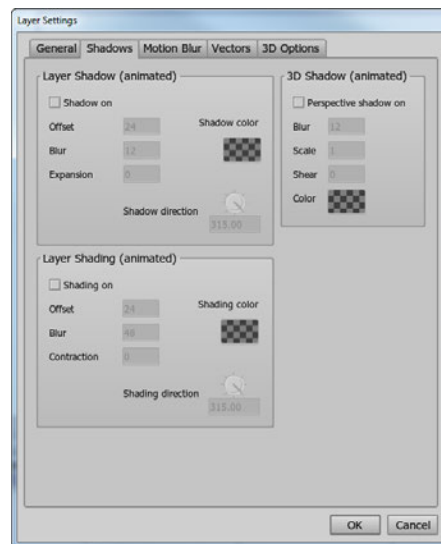 Layer Settings
General Shadows Motion Blur Vectors 3D Options
Layer Shadow (animated)
Shadow on
Offset 24 Shadow color
Blur 12
Expansion 0
Shadow direction
315.00
3D Shadow (animated)
Perspective shadow on
Blur 12
Scale 1
Shear 0
Color
Layer Shading (animated)
Shading on
Offset 24 Shading color
Blur 48
Contraction 0
Shading direction
315.00
OK Cancel